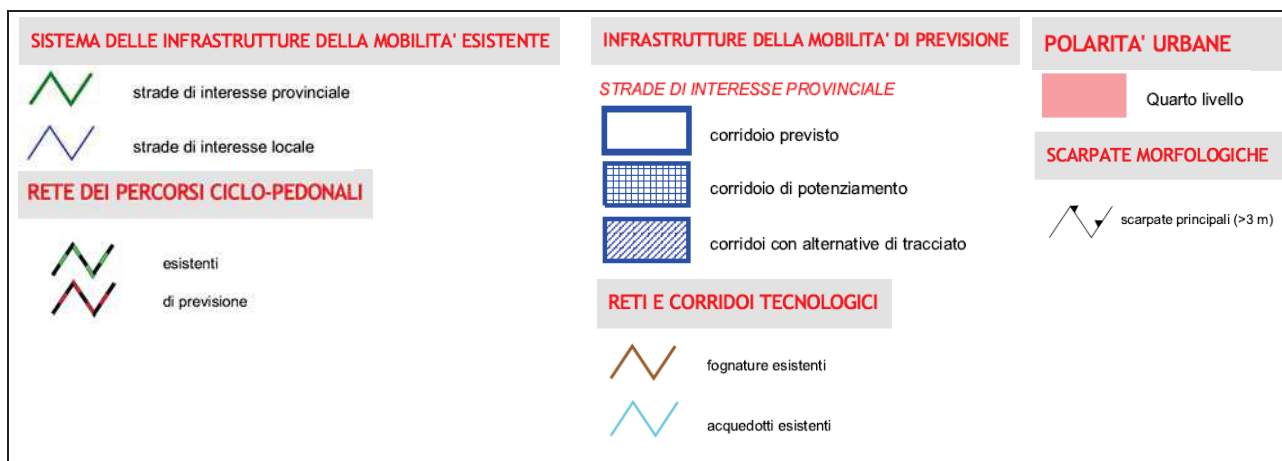 SISTEMA DELLE INFRASTRUTTURE DELLA MOBILITA' ESISTENTE
strade di interesse provinciale
strade di interesse locale
RETE DEI PERCORSI CICLO-PEDONALI
esistenti
di previsione
INFRASTRUTTURE DELLA MOBILITA' DI PREVISIONE
STRADE DI INTERESSE PROVINCIALE
corridoio previsto
corridoio di potenziamento
corridoi con alternative di tracciato
RETI E CORRIDOI TECNOLOGICI
fognature esistenti
acquedotti esistenti
POLARITA' URBANE
Quarto livello
SCARPATE MORFOLOGICHE
scarpate principali (>3 m)